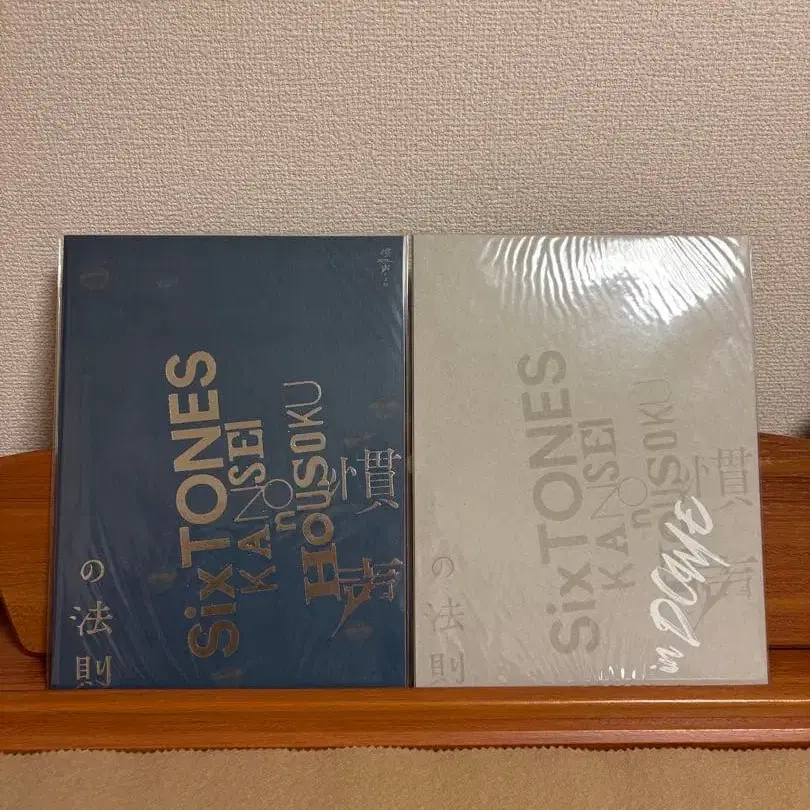 SixTONES
KANSEI
nO
HOUSOKU
慣声
の法則
SixTONES
KANSEI
nO
HOUSOKU
慣声
の法則
in DOME